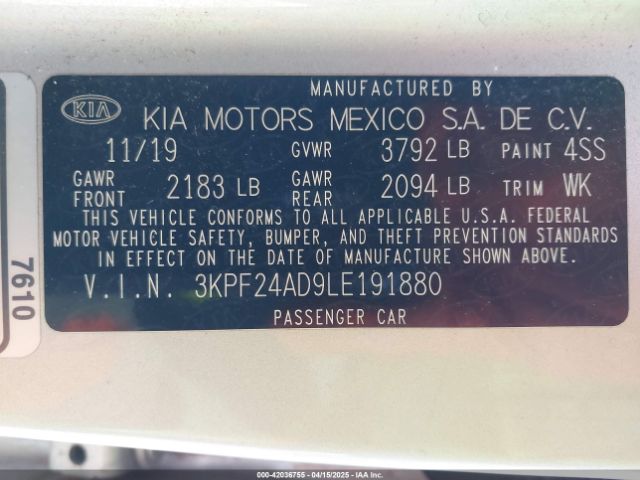 MANUFACTURED BY
KIA KIA MOTORS MEXICO S.A. DE C.V.
11/19 GVWR 3792 LB PAINT 4SS
GAWR FRONT 2183 LB GAWR REAR 2094 LB TRIM WK
THIS VEHICLE CONFORMS TO ALL APPLICABLE U.S.A. FEDERAL
MOTOR VEHICLE SAFETY, BUMPER, AND THEFT PREVENTION STANDARDS
IN EFFECT ON THE DATE OF MANUFACTURE SHOWN ABOVE.
V.I.N. 3KPF24AD9LE191880
PASSENGER CAR
7610
000-42036755 - 04/15/2025 - IAAI.COM